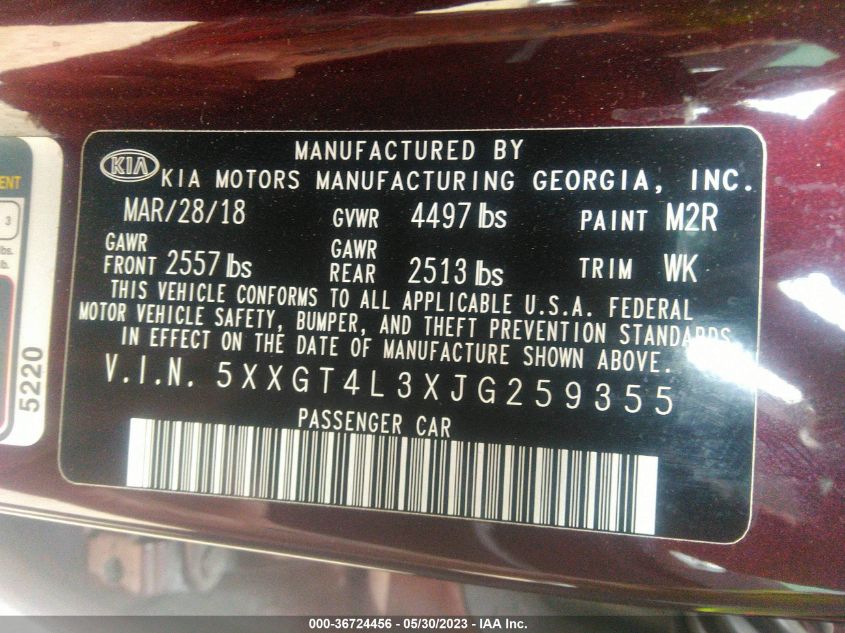 KIA
MANUFACTURED BY
KIA MOTORS MANUFACTURING GEORGIA, INC.
MAR/28/18 GVWR 4497 lbs PAINT M2R
GAWR FRONT 2557 lbs GAWR REAR 2513 lbs TRIM WK
THIS VEHICLE CONFORMS TO ALL APPLICABLE U.S.A. FEDERAL
MOTOR VEHICLE SAFETY, BUMPER, AND THEFT PREVENTION STANDARDS
IN EFFECT ON THE DATE OF MANUFACTURE SHOWN ABOVE.
V.I.N. 5XXGT4L3XJG259355
PASSENGER CAR
3
5220
000-36724456 - 05/30/2023 - IAA Inc.